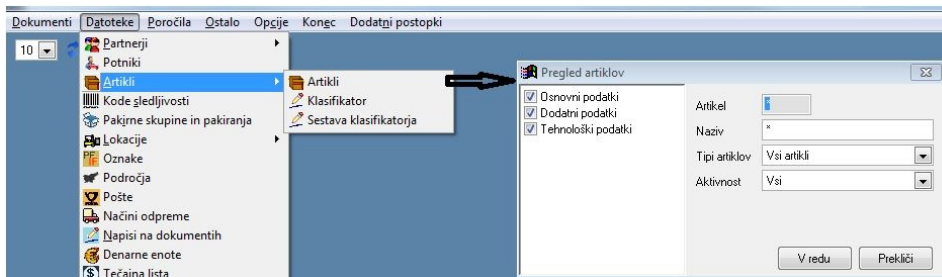 Dokumenti Datoteke Poročila Ostalo Opcije Konec Dodatni postopki
10
Partnerji
Potniki
Artikli
Kode sledljivosti
Pakirne skupine in pakiranja
Lokacije
Oznake
Področja
Pošte
Načini odpreme
Napisi na dokumentih
Denarne enote
Tečajna lista
Artikli
Klasifikator
Sestava klasifikatorja
Pregled artiklov
Osnovni podatki
Dodatni podatki
Tehnološki podatki
Artikel *
Naziv *
Tipi artiklov Vsi artikli
Aktivnost Vsi
V redu Prekliči